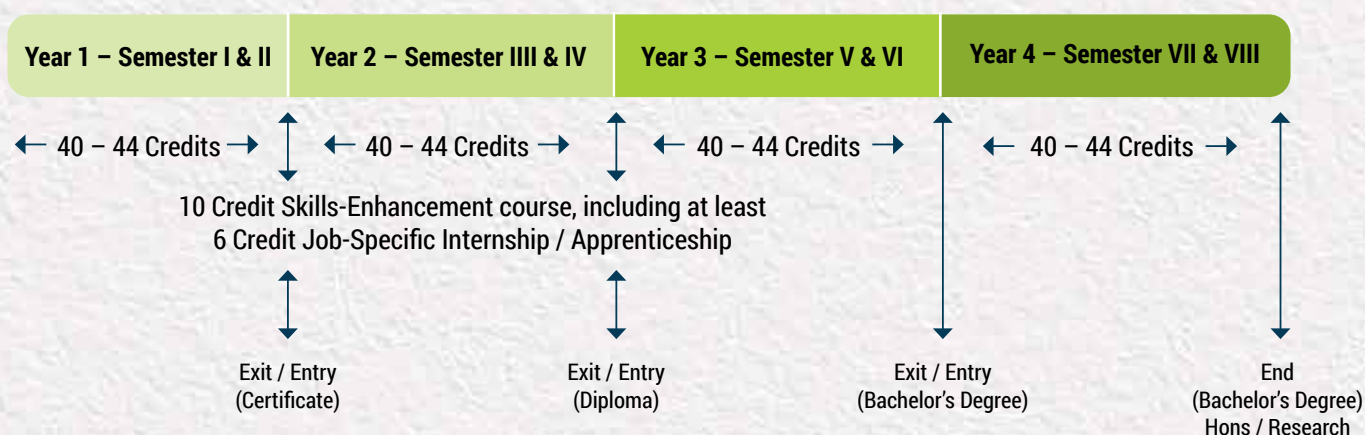 Year 1 – Semester I & II
Year 2 – Semester IIII & IV
Year 3 – Semester V & VI
Year 4 – Semester VII & VIII
40 – 44 Credits
40 – 44 Credits
40 – 44 Credits
40 – 44 Credits
10 Credit Skills-Enhancement course, including at least
6 Credit Job-Specific Internship / Apprenticeship
Exit / Entry
(Certificate)
Exit / Entry
(Diploma)
Exit / Entry
(Bachelor's Degree)
End
(Bachelor's Degree)
Hons / Research